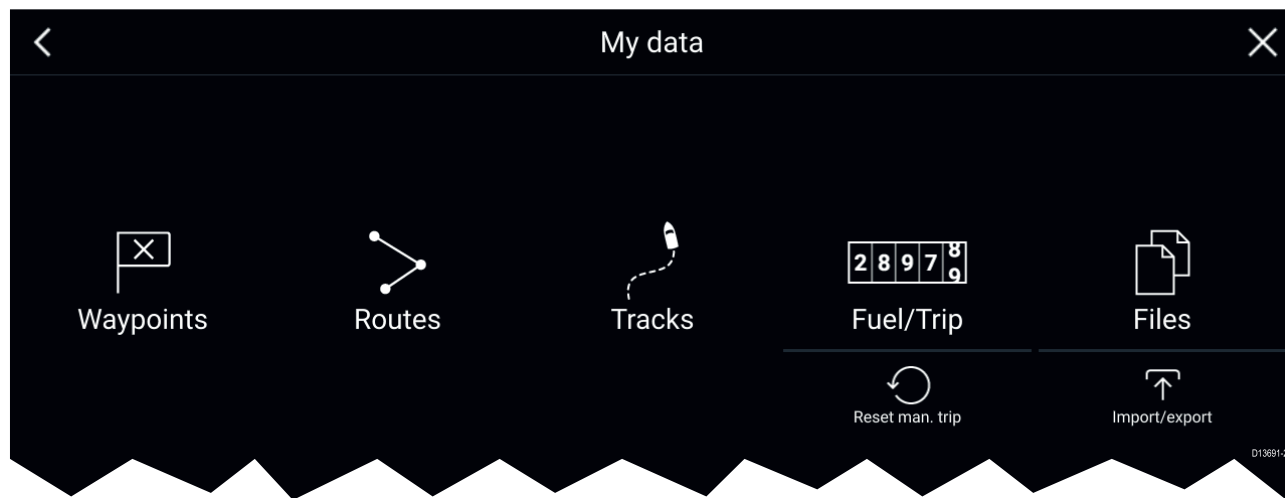 My data
2 8 9 7 8
9
Waypoints
Routes
Tracks
Fuel/Trip
Files
Reset man. trip
Import/export